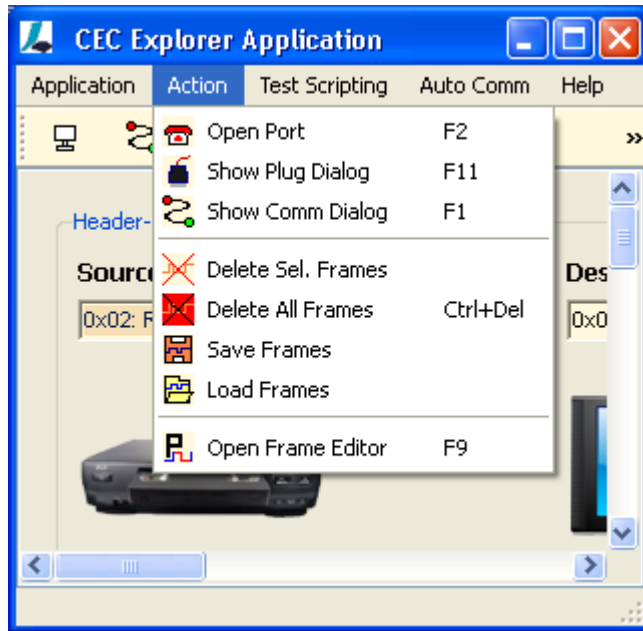 CEC Explorer Application
Application Action Test Scripting Auto Comm Help
Open Port F2
Show Plug Dialog F11
Show Comm Dialog F1
Header-
Source
Des
0x02: R
0x0
Delete Sel. Frames
Delete All Frames Ctrl+Del
Save Frames
Load Frames
Open Frame Editor F9